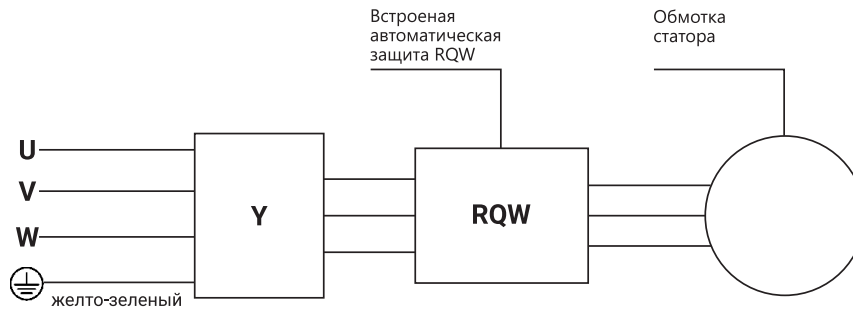 Встроеная
автоматическая
защита RQW
Обмотка
статора
U
V
W
Y
RQW
желто-зеленый